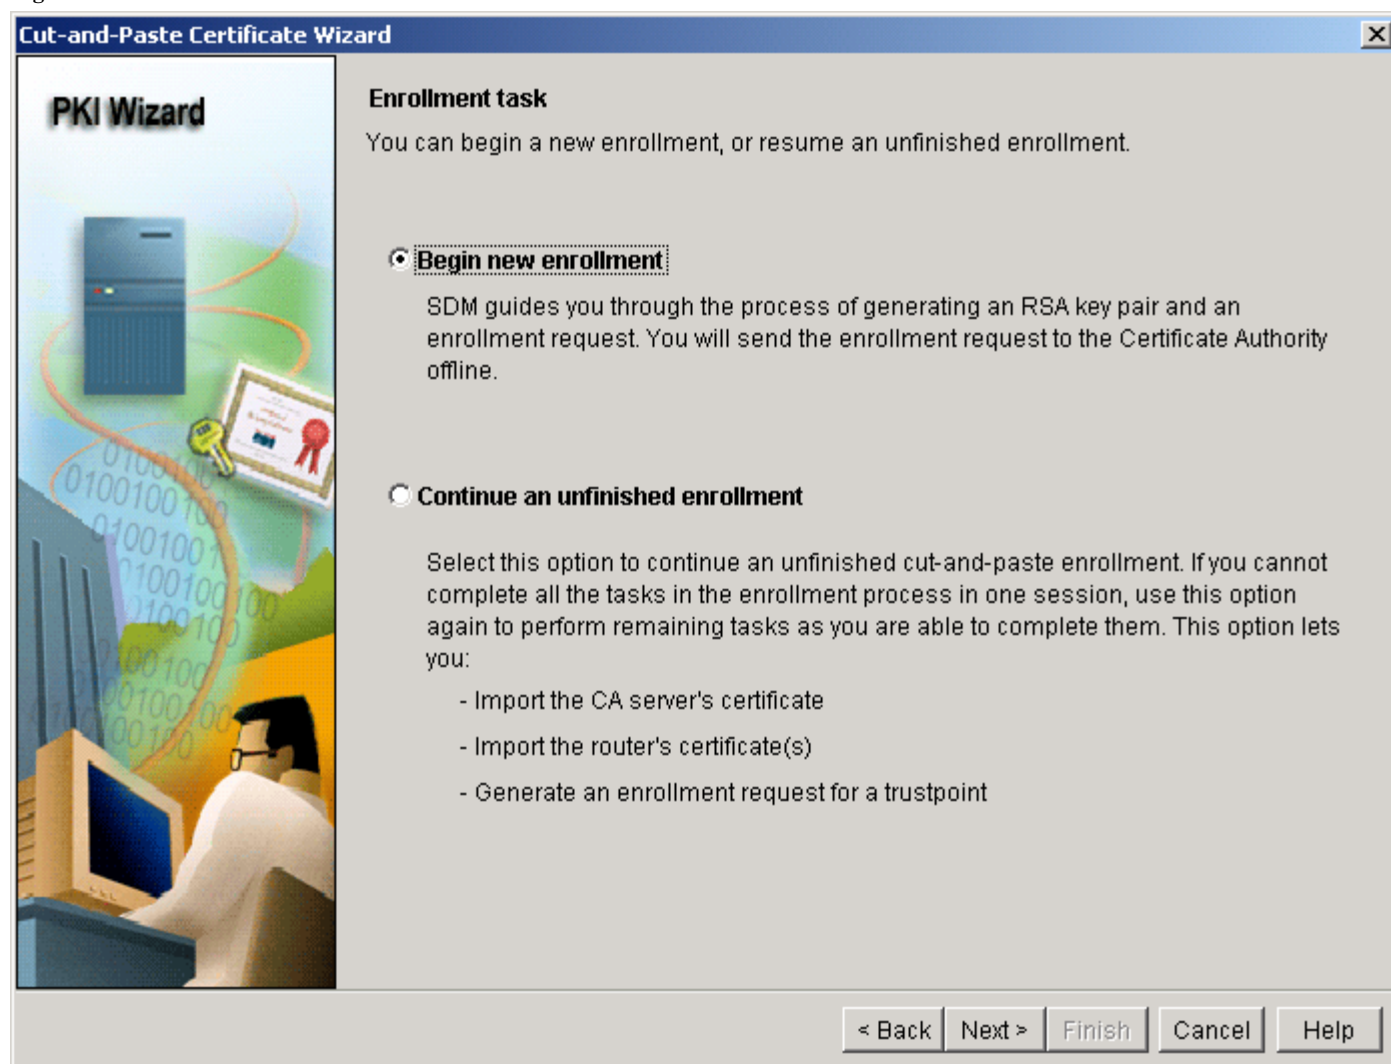 Cut-and-Paste Certificate Wizard
PKI Wizard
Enrollment task
You can begin a new enrollment, or resume an unfinished enrollment.
Begin new enrollment
SDM guides you through the process of generating an RSA key pair and an
enrollment request. You will send the enrollment request to the Certificate Authority
offline.
Continue an unfinished enrollment
Select this option to continue an unfinished cut-and-paste enrollment. If you cannot
complete all the tasks in the enrollment process in one session, use this option
again to perform remaining tasks as you are able to complete them. This option lets
you:
- Import the CA server's certificate
- Import the router's certificate(s)
- Generate an enrollment request for a trustpoint
< Back Next > Finish Cancel Help